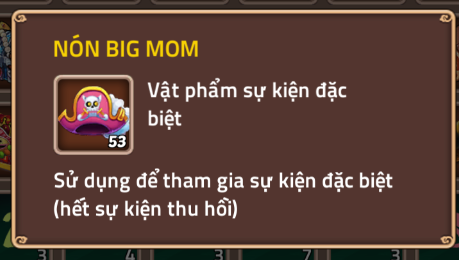 NÓN BIG MOM
Vật phẩm sự kiện đặc
biệt
53
Sử dụng để tham gia sự kiện đặc biệt
(hết sự kiện thu hồi)